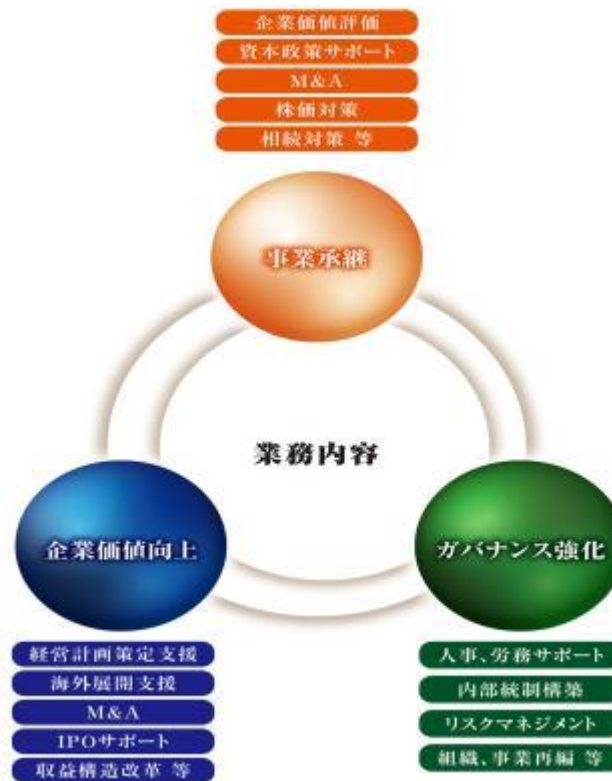 企業価値評価
資本政策サポート
M&A
株価対策
相続対策 等
事業承継
業務内容
企業価値向上
ガバナンス強化
経営計画策定支援
海外展開支援
M&A
IPOサポート
収益構造改革 等
人事、労務サポート
内部統制構築
リスクマネジメント
組織、事業再編 等